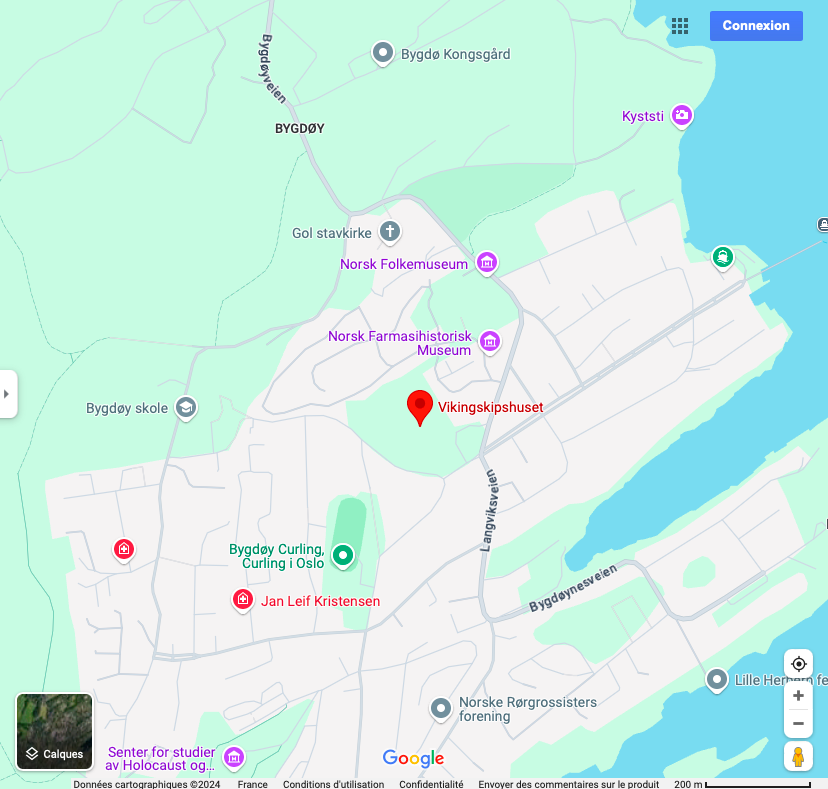 Connexion
Bygdøyveien
Bygdø Kongsgård
Kyststi
BYGDØY
Gol stavkirke
Norsk Folkemuseum
Norsk Farmasihistorisk
Museum
Bygdøy skole
Vikingskipshuset
Langviksveien
Bygdøy Curling,
Curling i Oslo
Bygdøynesveien
Jan Leif Kristensen
Lille Herbern fe
Norske Rørgrossisters
forening
Calques
Senter for studier
av Holocaust og...
Google
Données cartographiques ©2024 France Conditions d'utilisation Confidentialité Envoyer des commentaires sur le produit 200 m